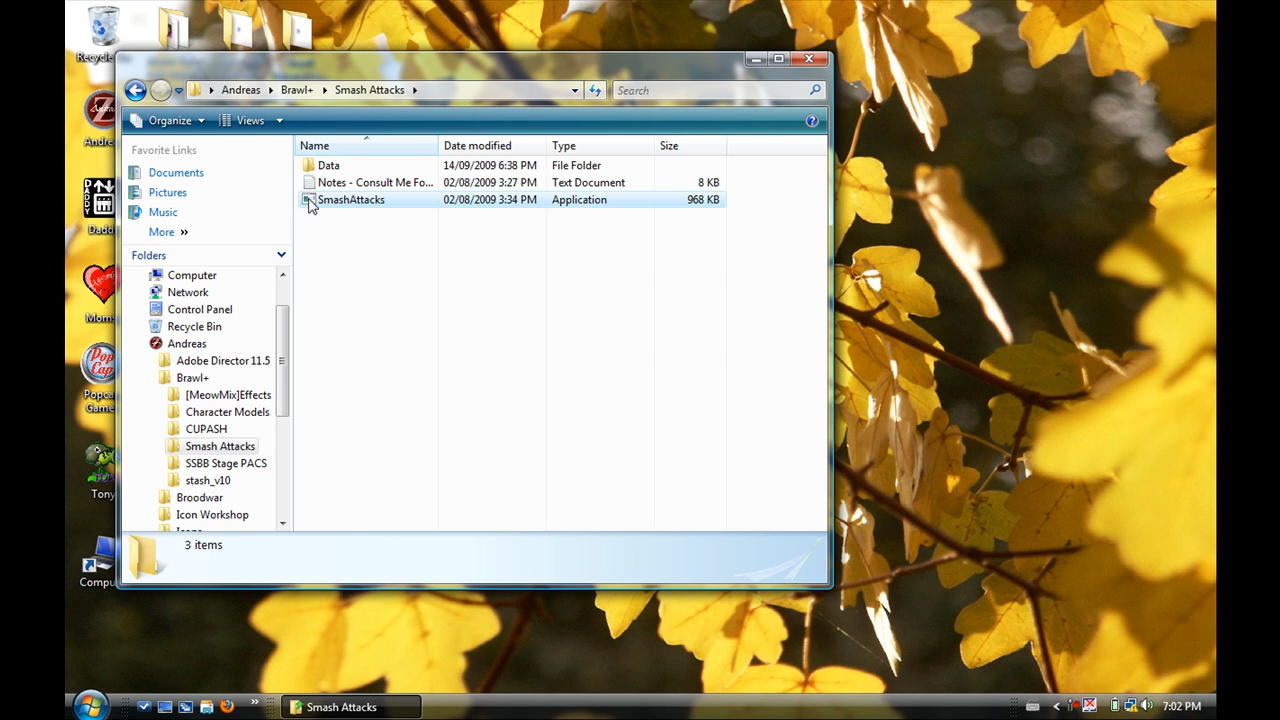 Recycle
Andreas Brawl+ Smash Attacks Search
Organize Views
Favorite Links
Documents
Pictures
Music
More »
Folders
Computer
Network
Control Panel
Recycle Bin
Andreas
Adobe Director 11.5
Brawl+
[MeowMix]Effects
Character Models
CUPASH
Smash Attacks
SSBB Stage PACS
stash_v10
Broodwar
Icon Workshop
Name Date modified Type Size
Data 14/09/2009 6:38 PM File Folder
Notes - Consult Me Fo... 02/08/2009 3:27 PM Text Document 8 KB
SmashAttacks 02/08/2009 3:34 PM Application 968 KB
3 items
Andre
DADDY
Dadd
Mom
Pop Cap
Popca
Game
Tony
Compu
Smash Attacks 7:02 PM